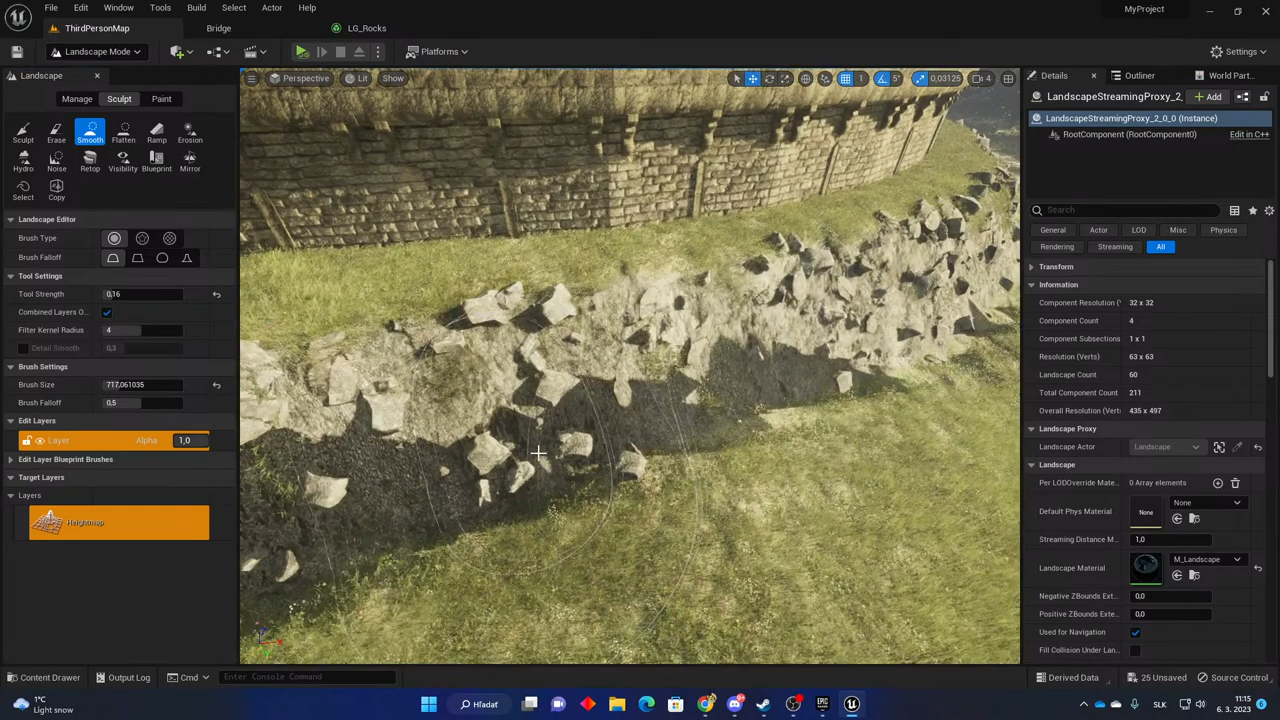 File Edit Window Tools Build Select Actor Help
MyProject
ThirdPersonMap
Bridge
LG_Rocks
Landscape Mode
Platforms
Settings
Landscape
Perspective
Lit
Show
1
5°
0,03125
4
Details
Outliner
World Part...
Manage
Sculpt
Paint
LandscapeStreamingProxy_2_
Add
LandscapeStreamingProxy_2_0_0 (Instance)
RootComponent (RootComponent0)
Edit in C++
Sculpt Erase Smooth Flatten Ramp Erosion
Hydro Noise Retop Visibility Blueprint Mirror
Select Copy
Landscape Editor
Brush Type
Brush Falloff
Tool Settings
Tool Strength 0,16
Combined Layers O...
Filter Kernel Radius 4
Detail Smooth 0,3
Brush Settings
Brush Size 717,061035
Brush Falloff 0,5
Edit Layers
Layer Alpha 1,0
Edit Layer Blueprint Brushes
Target Layers
Layers
Heightmap
Search
General Actor LOD Misc Physics
Rendering Streaming All
Transform
Information
Component Resolution (\ 32 x 32
Component Count 4
Component Subsections 1 x 1
Resolution (Verts) 63 x 63
Landscape Count 60
Total Component Count 211
Overall Resolution (Vert: 435 x 497
Landscape Proxy
Landscape Actor Landscape
Landscape
Per LODOverride Mate... 0 Array elements
Default Phys Material None None
Streaming Distance M... 1,0
Landscape Material M_Landscape
Negative ZBounds Ext... 0,0
Positive ZBounds Exte... 0,0
Used for Navigation
Fill Collision Under Lan...
Content Drawer
Output Log
Cmd
Enter Console Command
Derived Data
25 Unsaved
Source Control
1°C
Light snow
Hľadať
SLK
11:15
6. 3. 2023